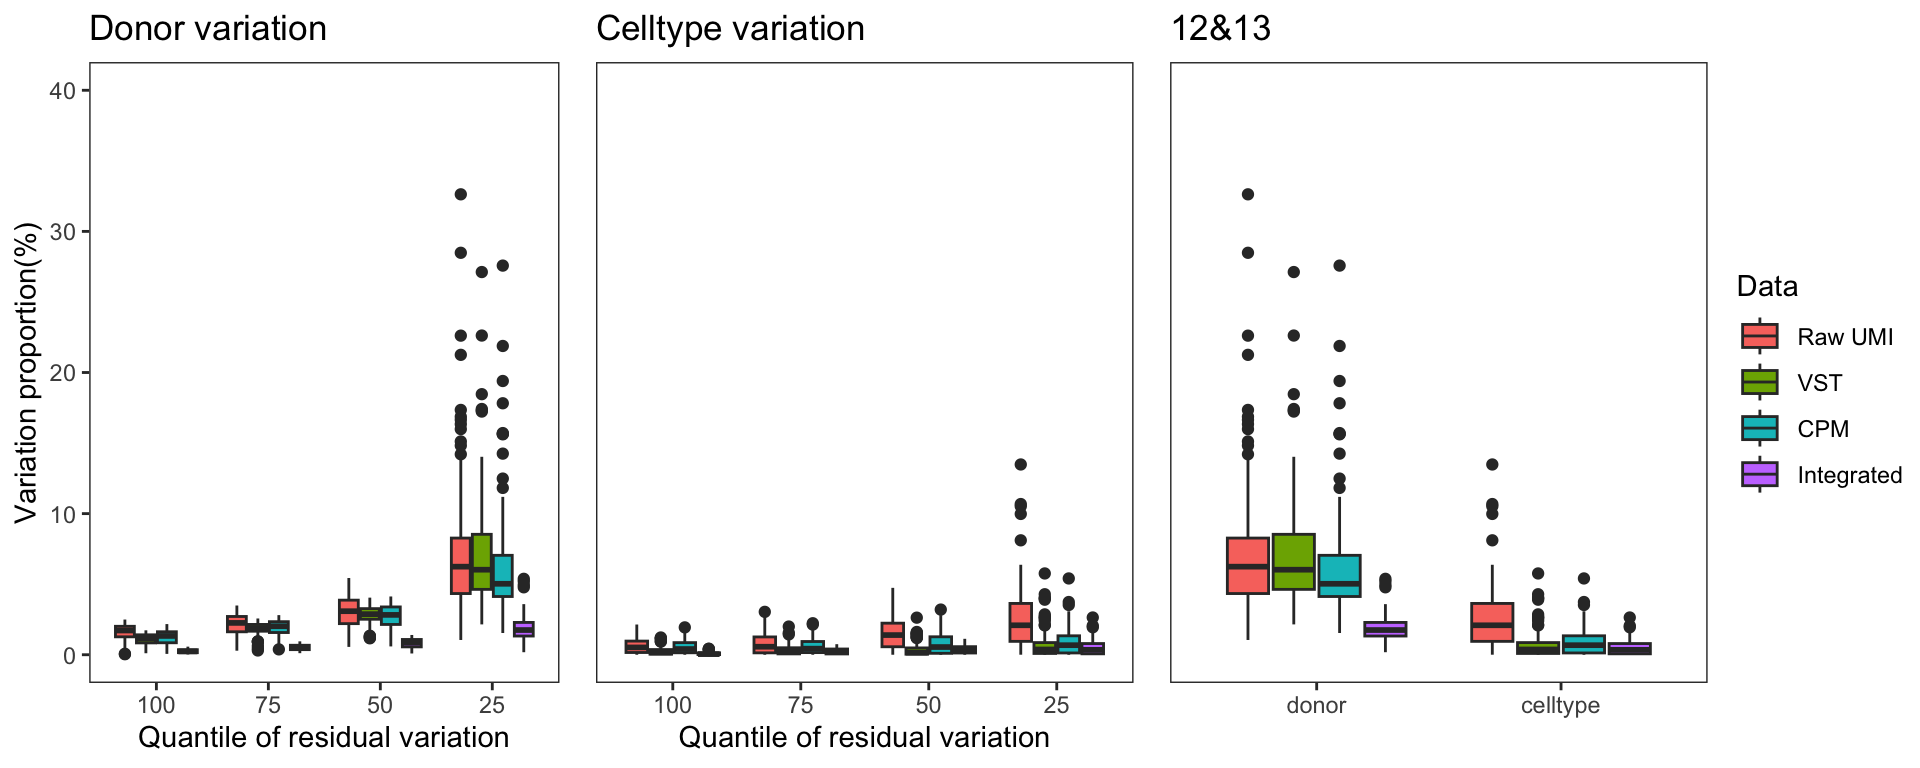 Donor variation
Celltype variation
12&13
Variation proportion(%)
40
30
20
10
0
100 75 50 25
Quantile of residual variation
100 75 50 25
Quantile of residual variation
donor celltype
Data
Raw UMI
VST
CPM
Integrated